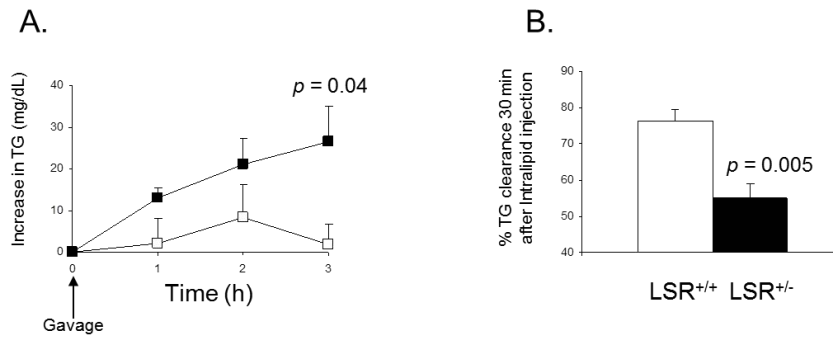 A.
Increase in TG (mg/dL)
40
30
20
10
0
p = 0.04
0 1 2 3
Time (h)
Gavage
B.
% TG clearance 30 min
after Intralipid injection
90
80
70
60
50
40
p = 0.005
LSR+/+ LSR+/-